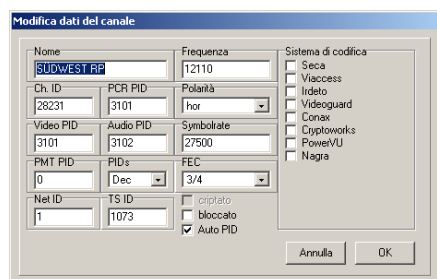 Modifica dati del canale
Nome Frequenza Sistema di codifica
SÜDWEST RP 12110 Seca
Viaccess
Ch. ID PCR PID Polarità Irdeto
28231 3101 hor Videoguard
Conax
Video PID Audio PID Symbolrate Cryptoworks
3101 3102 27500 PowerVU
Nagra
PMT PID PIDs FEC
0 Dec 3/4
Net ID TS ID criptato
1 1073 bloccato
Auto PID
Annulla OK